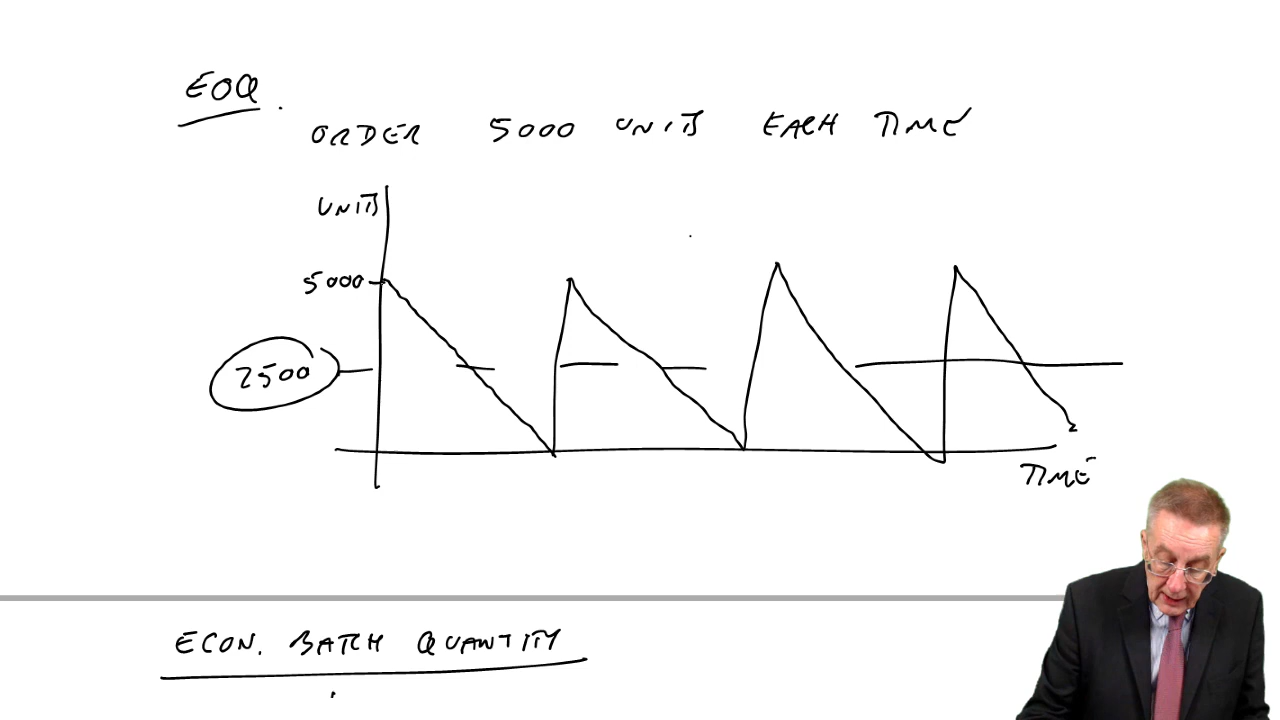 EOQ.
ORDER 5000 UNITS EACH TIME
UNITS
5000
2500
TIME
ECON. BATCH QUANTITY